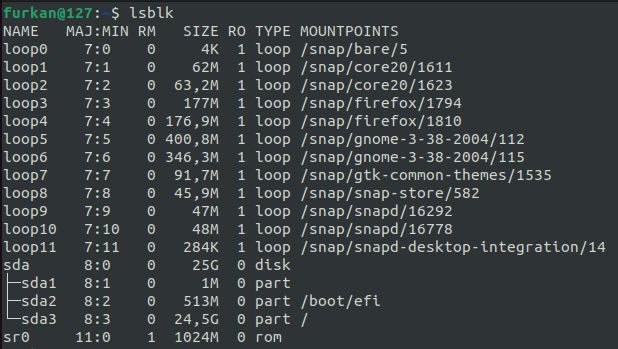 furkan@127:~$ lsblk
NAME   MAJ:MIN RM   SIZE RO TYPE MOUNTPOINTS
loop0    7:0    0     4K  1 loop /snap/bare/5
loop1    7:1    0    62M  1 loop /snap/core20/1611
loop2    7:2    0  63,2M  1 loop /snap/core20/1623
loop3    7:3    0   177M  1 loop /snap/firefox/1794
loop4    7:4    0 176,9M  1 loop /snap/firefox/1810
loop5    7:5    0 400,8M  1 loop /snap/gnome-3-38-2004/112
loop6    7:6    0 346,3M  1 loop /snap/gnome-3-38-2004/115
loop7    7:7    0  91,7M  1 loop /snap/gtk-common-themes/1535
loop8    7:8    0  45,9M  1 loop /snap/snap-store/582
loop9    7:9    0    47M  1 loop /snap/snapd/16292
loop10   7:10   0    48M  1 loop /snap/snapd/16778
loop11   7:11   0   284K  1 loop /snap/snapd-desktop-integration/14
sda      8:0    0    25G  0 disk
├─sda1   8:1    0     1M  0 part
├─sda2   8:2    0   513M  0 part /boot/efi
└─sda3   8:3    0  24,5G  0 part /
sr0     11:0    1  1024M  0 rom